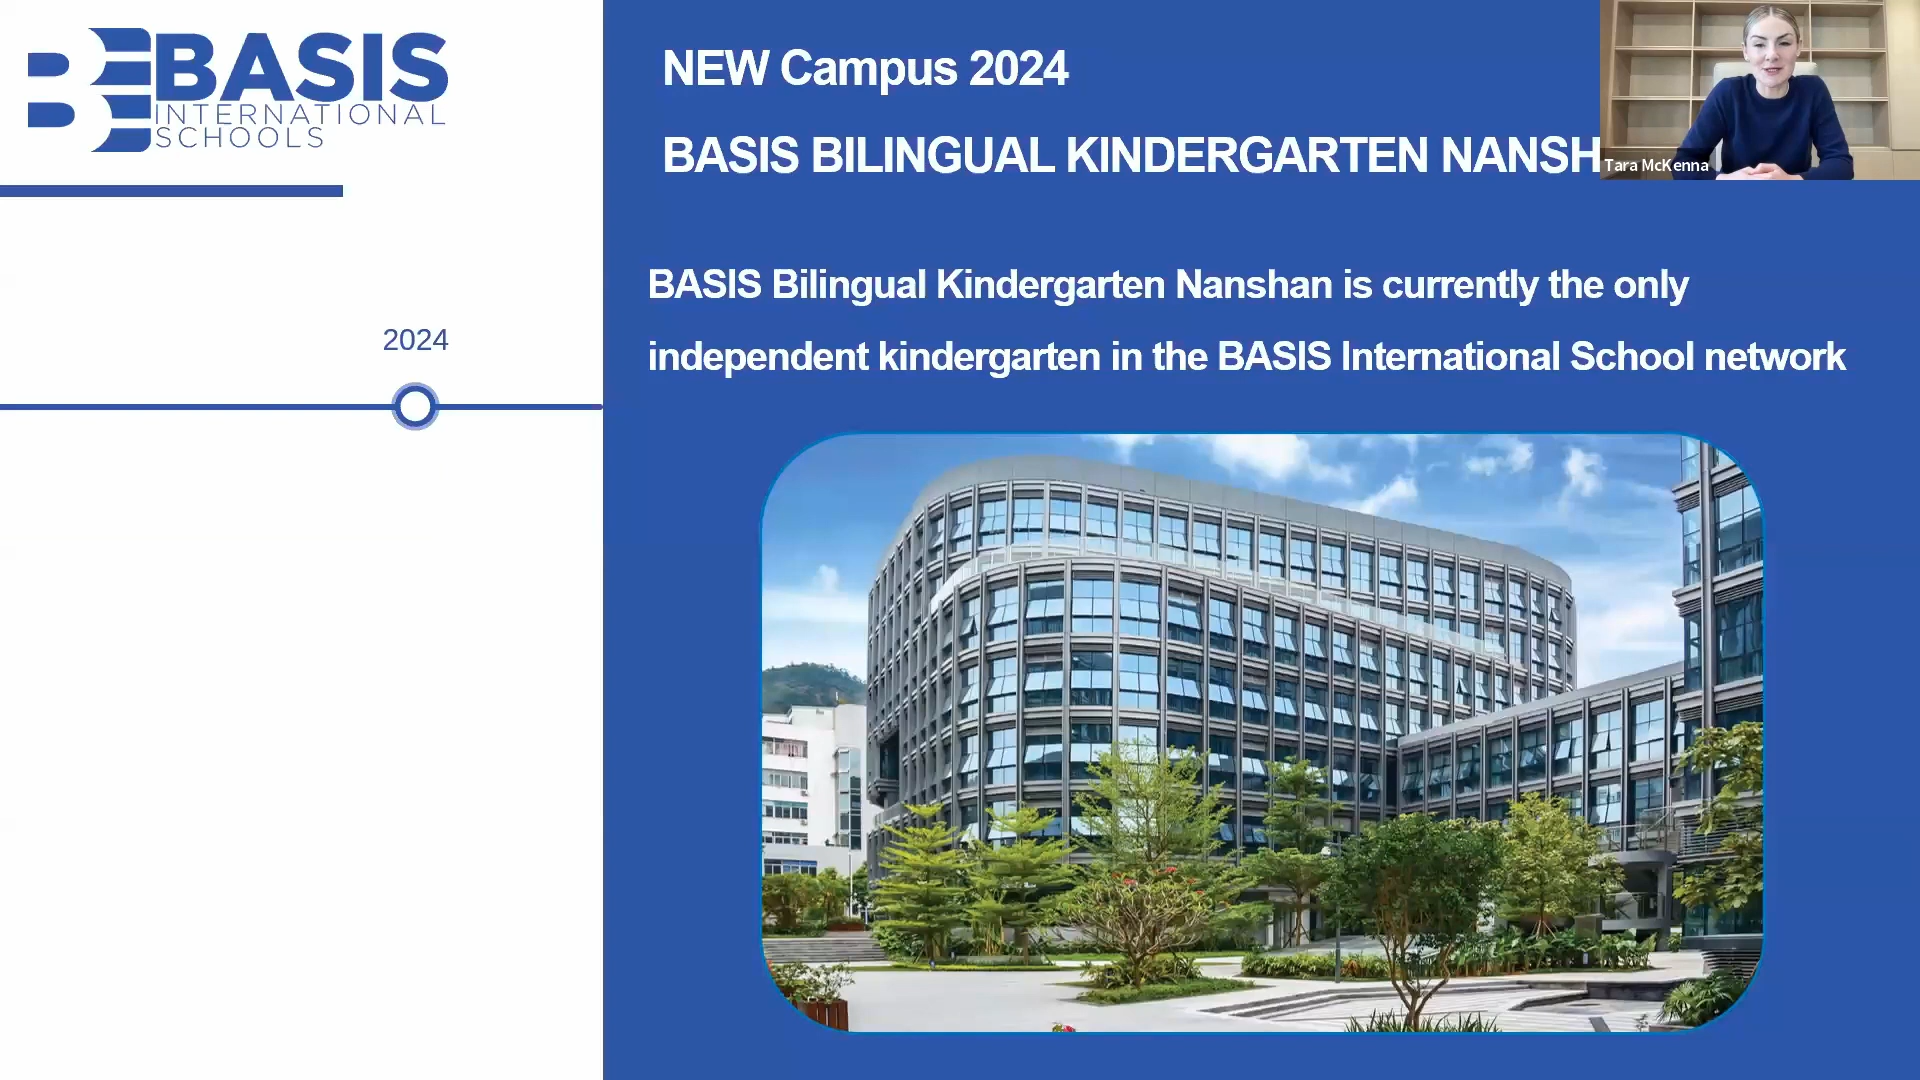 BASIS
INTERNATIONAL
SCHOOLS
2024
NEW Campus 2024
BASIS BILINGUAL KINDERGARTEN NANSH
Tara McKenna
BASIS Bilingual Kindergarten Nanshan is currently the only
independent kindergarten in the BASIS International School network